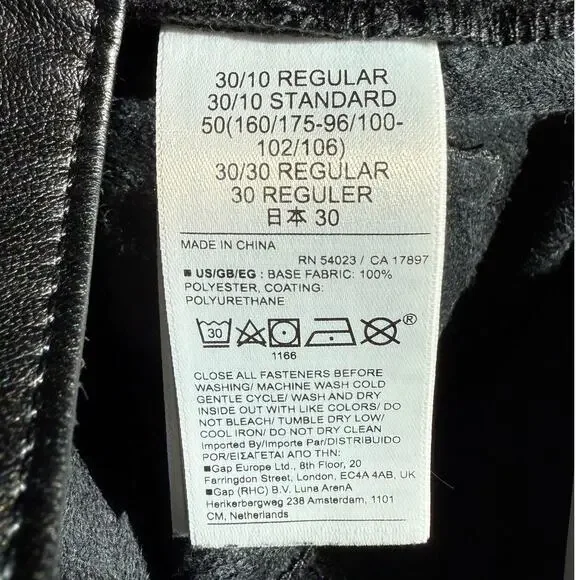 30/10 REGULAR
30/10 STANDARD
50(160/175-96/100-
102/106)
30/30 REGULAR
30 REGULER
日本 30
MADE IN CHINA
RN 54023 / CA 17897
■ US/GB/EG : BASE FABRIC: 100%
POLYESTER, COATING:
POLYURETHANE
30 ®
1166
CLOSE ALL FASTENERS BEFORE
WASHING/ MACHINE WASH COLD
GENTLE CYCLE/ WASH AND DRY
INSIDE OUT WITH LIKE COLORS/ DO
NOT BLEACH/ TUMBLE DRY LOW/
COOL IRON/ DO NOT DRY CLEAN
Imported By/Importe Par/DISTRIBUIDO
POR/ΕΙΣΑΓΕΤΑΙ ΑΠΟ ΤΗΝ:
■Gap Europe Ltd., 8th Floor, 20
Farringdon Street, London, EC4A 4AB, UK
■Gap (RHC) B.V. Luna ArenA
Herikerbergweg 238 Amsterdam, 1101
CM, Netherlands